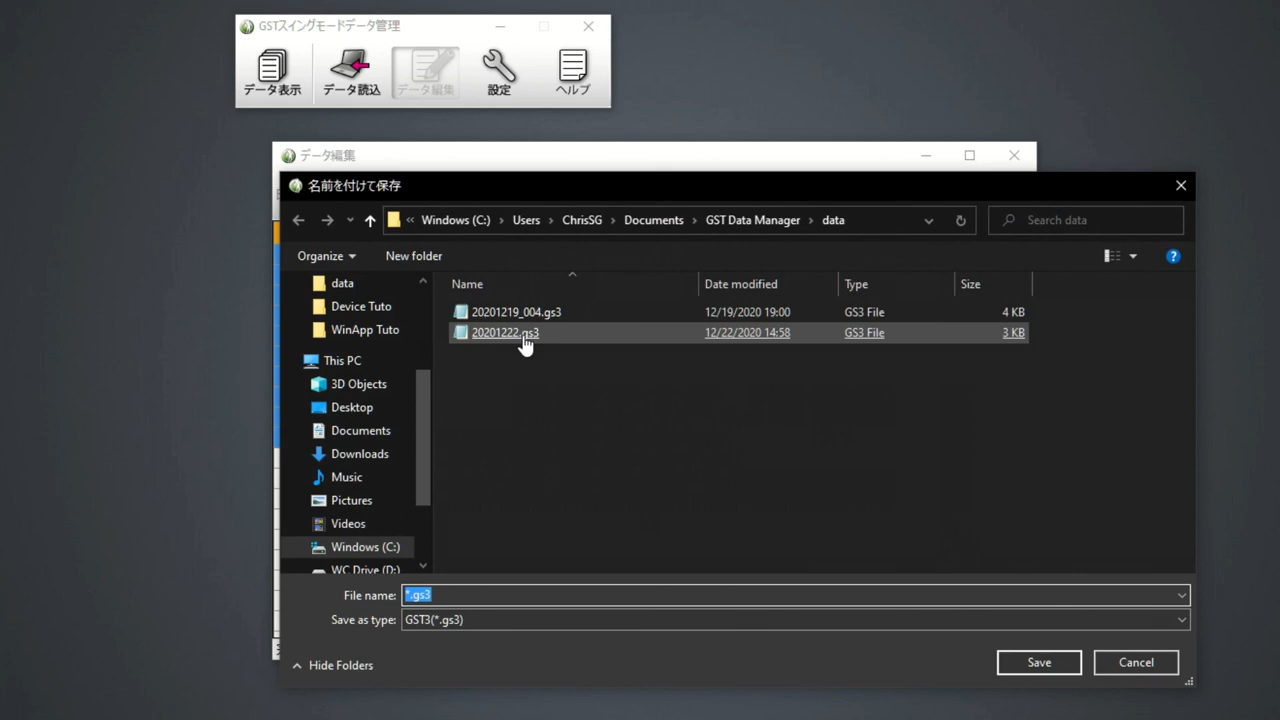 GSTスイングモードデータ管理
データ表示 データ読込 データ編集 設定 ヘルプ
データ編集
名前を付けて保存
« Windows (C:) › Users › ChrisSG › Documents › GST Data Manager › data
Search data
Organize New folder
data
Device Tuto
WinApp Tuto
This PC
3D Objects
Desktop
Documents
Downloads
Music
Pictures
Videos
Windows (C:)
WC Drive (D:)
Name Date modified Type Size
20201219_004.gs3 12/19/2020 19:00 GS3 File 4 KB
20201222.gs3 12/22/2020 14:58 GS3 File 3 KB
File name: *.gs3
Save as type: GST3(*.gs3)
Hide Folders
Save Cancel